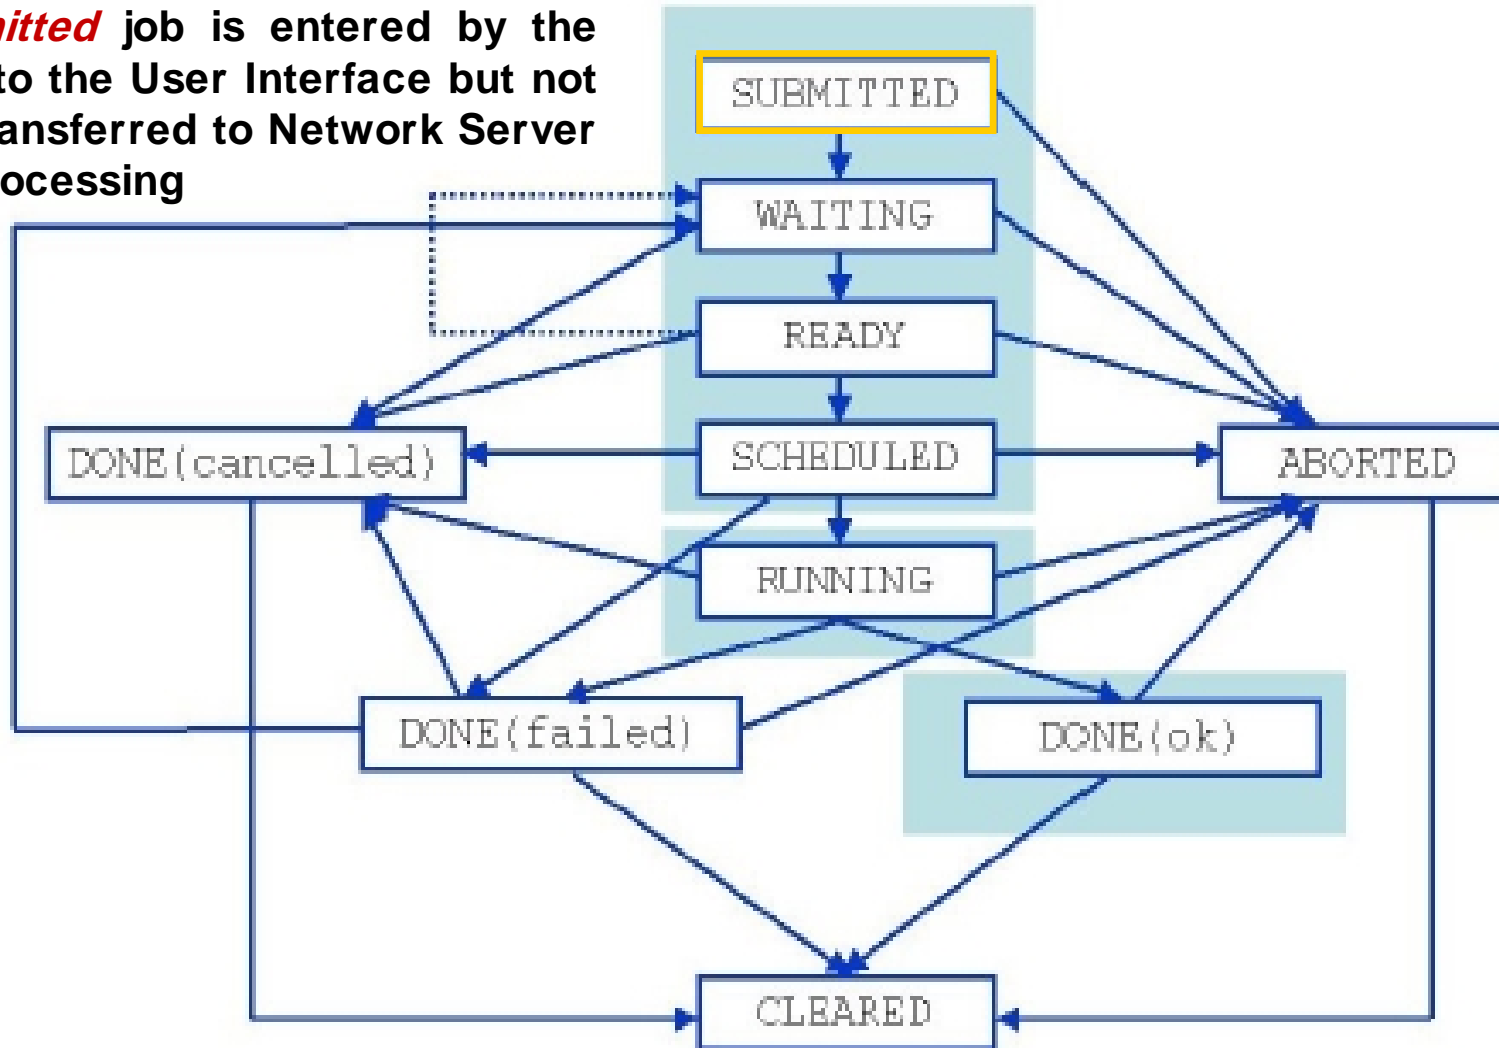 itted job is entered by the
to the User Interface but not
ansferred to Network Server
ocessing
SUBMITTED
WAITING
READY
SCHEDULED
DONE(cancelled)
ABORTED
RUNNING
DONE(failed)
DONE(ok)
CLEARED